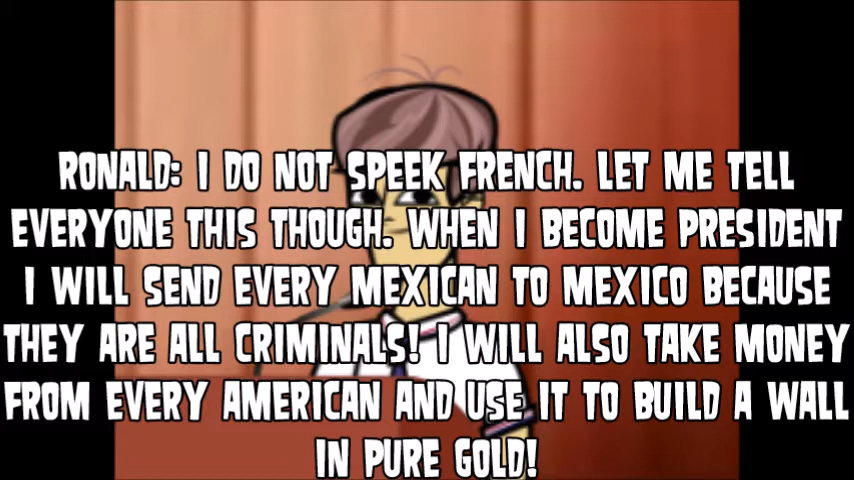 RONALD: I DO NOT SPEEK FRENCH. LET ME TELL
EVERYONE THIS THOUGH. WHEN I BECOME PRESIDENT
I WILL SEND EVERY MEXICAN TO MEXICO BECAUSE
THEY ARE ALL CRIMINALS! I WILL ALSO TAKE MONEY
FROM EVERY AMERICAN AND USE IT TO BUILD A WALL
IN PURE GOLD!